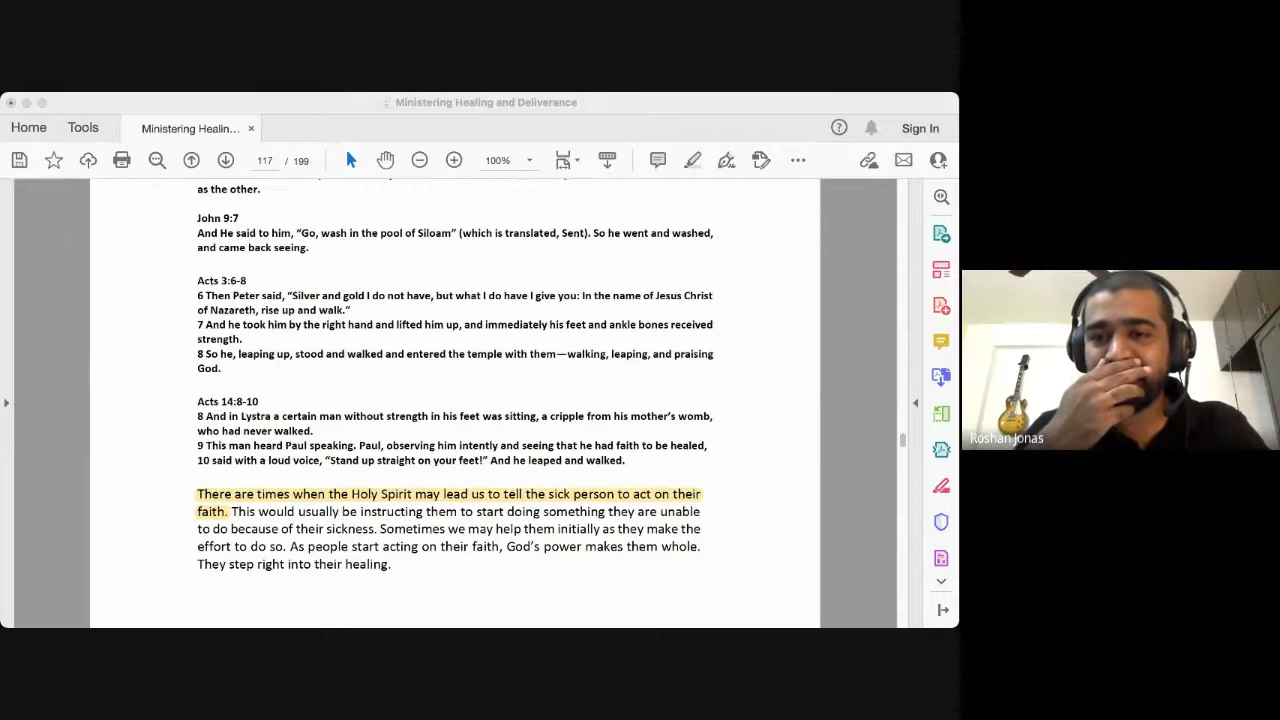 Ministering Healing and Deliverance
Home Tools Ministering Healin... × Sign In
117 / 199 100%
as the other.
John 9:7
And He said to him, “Go, wash in the pool of Siloam” (which is translated, Sent). So he went and washed,
and came back seeing.
Acts 3:6-8
6 Then Peter said, “Silver and gold I do not have, but what I do have I give you: In the name of Jesus Christ
of Nazareth, rise up and walk.”
7 And he took him by the right hand and lifted him up, and immediately his feet and ankle bones received
strength.
8 So he, leaping up, stood and walked and entered the temple with them—walking, leaping, and praising
God.
Acts 14:8-10
8 And in Lystra a certain man without strength in his feet was sitting, a cripple from his mother’s womb,
who had never walked.
9 This man heard Paul speaking. Paul, observing him intently and seeing that he had faith to be healed,
10 said with a loud voice, “Stand up straight on your feet!” And he leaped and walked.
There are times when the Holy Spirit may lead us to tell the sick person to act on their
faith. This would usually be instructing them to start doing something they are unable
to do because of their sickness. Sometimes we may help them initially as they make the
effort to do so. As people start acting on their faith, God’s power makes them whole.
They step right into their healing.
Roshan Jonas